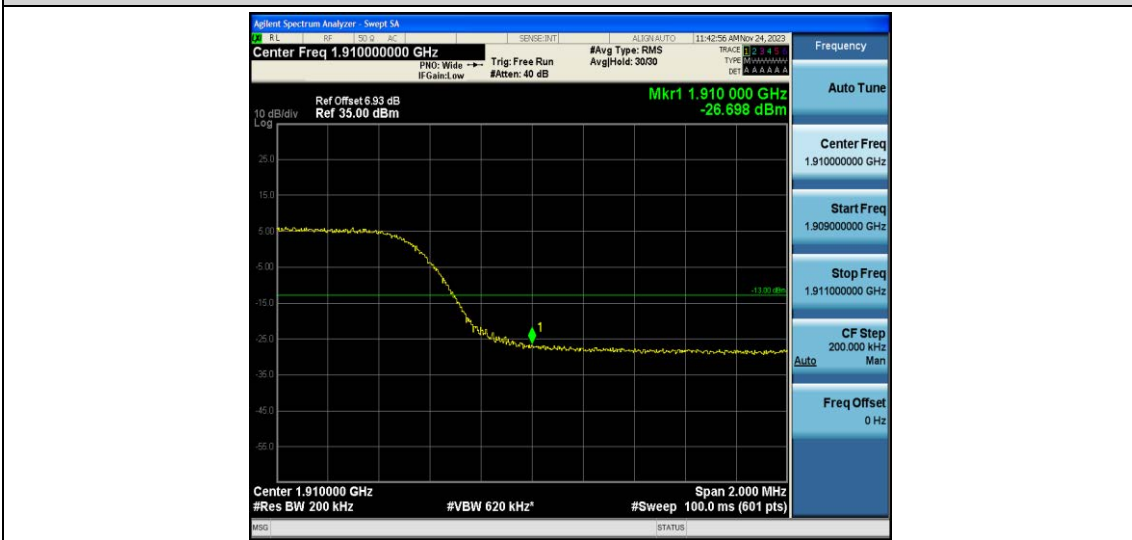 Agilent Spectrum Analyzer - Swept SA
LXI RL RF 50 Ω AC SENSE:INT ALIGN AUTO 11:42:56 AM Nov 24, 2023
Center Freq 1.910000000 GHz #Avg Type: RMS TRACE 1 2 3 4 5 6
PNO: Wide Trig: Free Run Avg|Hold: 30/30 TYPE M
IFGain:Low #Atten: 40 dB DET A A A A A A
Frequency
Mkr1 1.910 000 GHz
-26.698 dBm
Ref Offset 6.93 dB
10 dB/div Ref 35.00 dBm
Log
25.0
15.0
5.00
-5.00
-13.00 dBm
-15.0
1
-25.0
-35.0
-45.0
-55.0
Center 1.910000 GHz Span 2.000 MHz
#Res BW 200 kHz #VBW 620 kHz* #Sweep 100.0 ms (601 pts)
MSG STATUS
Auto Tune
Center Freq
1.910000000 GHz
Start Freq
1.909000000 GHz
Stop Freq
1.911000000 GHz
CF Step
200.000 kHz
Auto Man
Freq Offset
0 Hz